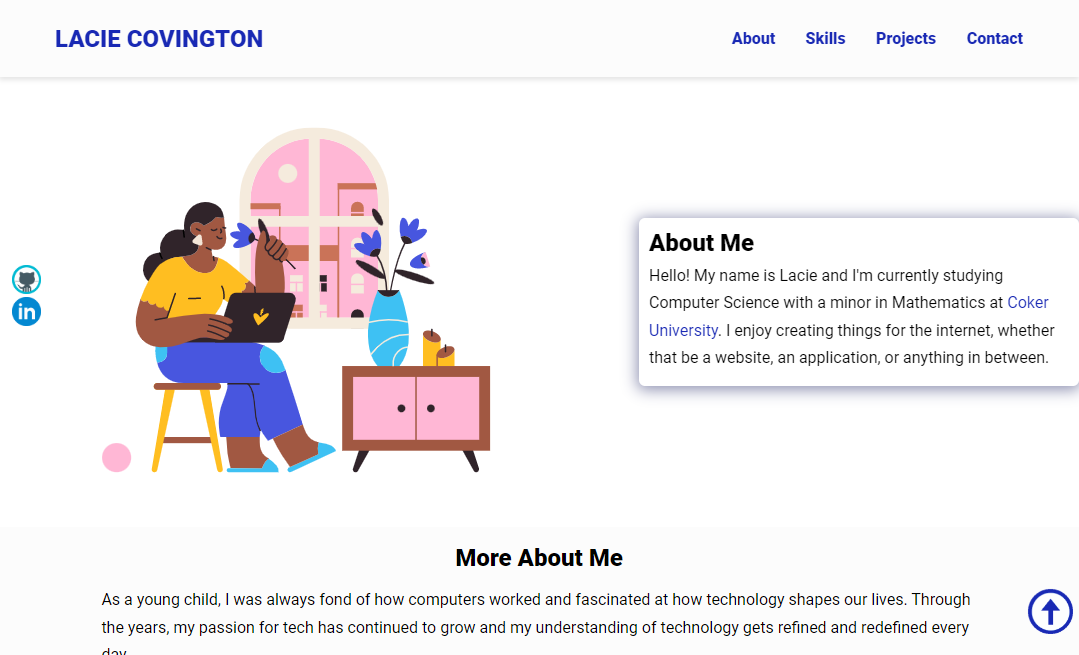 LACIE COVINGTON
About Skills Projects Contact
in
About Me
Hello! My name is Lacie and I'm currently studying
Computer Science with a minor in Mathematics at Coker
University. I enjoy creating things for the internet, whether
that be a website, an application, or anything in between.
More About Me
As a young child, I was always fond of how computers worked and fascinated at how technology shapes our lives. Through
the years, my passion for tech has continued to grow and my understanding of technology gets refined and redefined every
day.